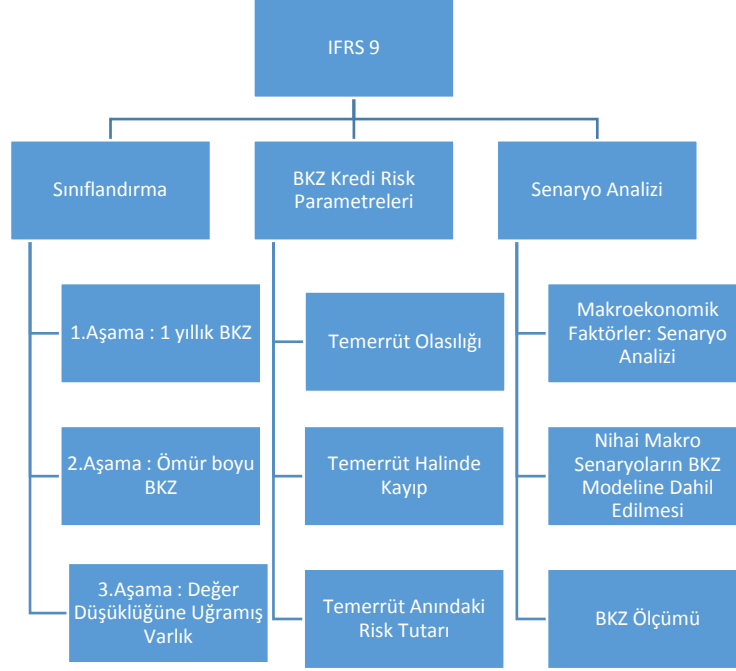 IFRS 9
Sınıflandırma
BKZ Kredi Risk
Parametreleri
Senaryo Analizi
1.Aşama : 1 yıllık BKZ
2.Aşama : Ömür boyu
BKZ
3.Aşama : Değer
Düşüklüğüne Uğramış
Varlık
Temerrüt Olasılığı
Temerrüt Halinde
Kayıp
Temerrüt Anındaki
Risk Tutarı
Makroekonomik
Faktörler: Senaryo
Analizi
Nihai Makro
Senaryoların BKZ
Modeline Dahil
Edilmesi
BKZ Ölçümü